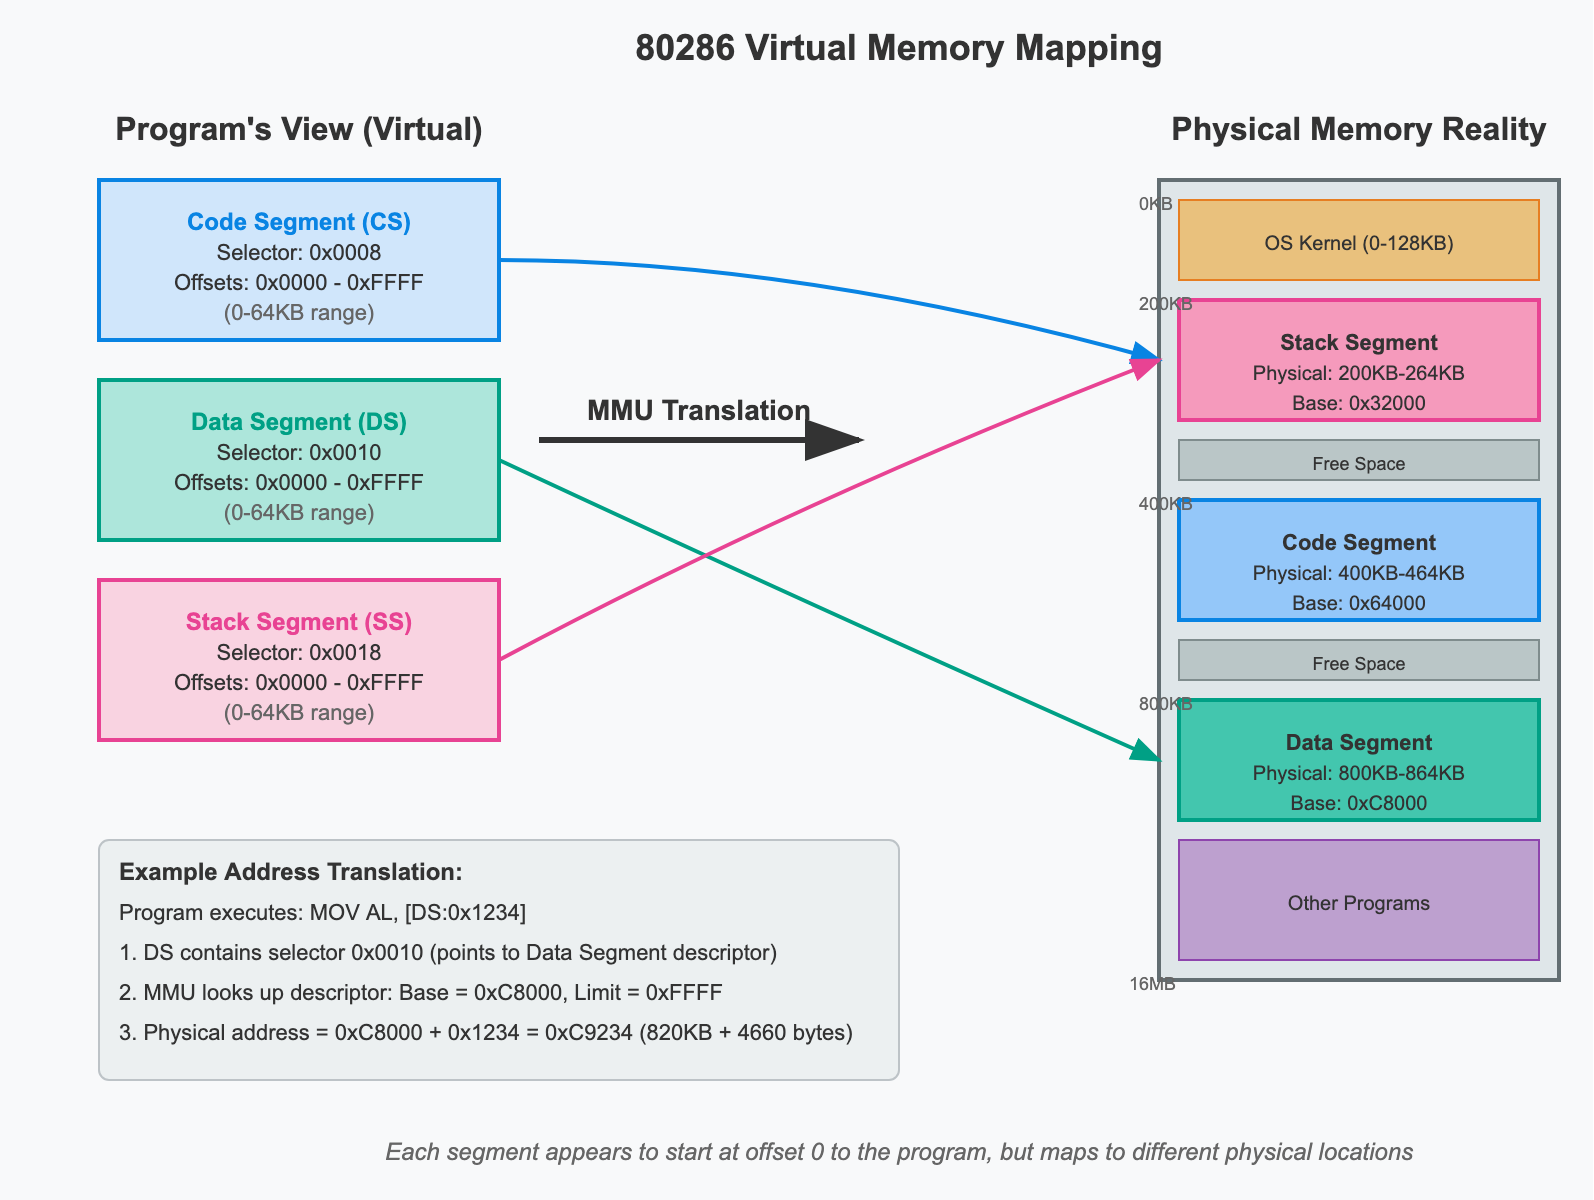 80286 Virtual Memory Mapping
Program's View (Virtual)
Code Segment (CS)
Selector: 0x0008
Offsets: 0x0000 - 0xFFFF
(0-64KB range)
Data Segment (DS)
Selector: 0x0010
Offsets: 0x0000 - 0xFFFF
(0-64KB range)
Stack Segment (SS)
Selector: 0x0018
Offsets: 0x0000 - 0xFFFF
(0-64KB range)
MMU Translation
Physical Memory Reality
0KB
OS Kernel (0-128KB)
200KB
Stack Segment
Physical: 200KB-264KB
Base: 0x32000
Free Space
400KB
Code Segment
Physical: 400KB-464KB
Base: 0x64000
Free Space
800KB
Data Segment
Physical: 800KB-864KB
Base: 0xC8000
Other Programs
16MB
Example Address Translation:
Program executes: MOV AL, [DS:0x1234]
1. DS contains selector 0x0010 (points to Data Segment descriptor)
2. MMU looks up descriptor: Base = 0xC8000, Limit = 0xFFFF
3. Physical address = 0xC8000 + 0x1234 = 0xC9234 (820KB + 4660 bytes)
Each segment appears to start at offset 0 to the program, but maps to different physical locations